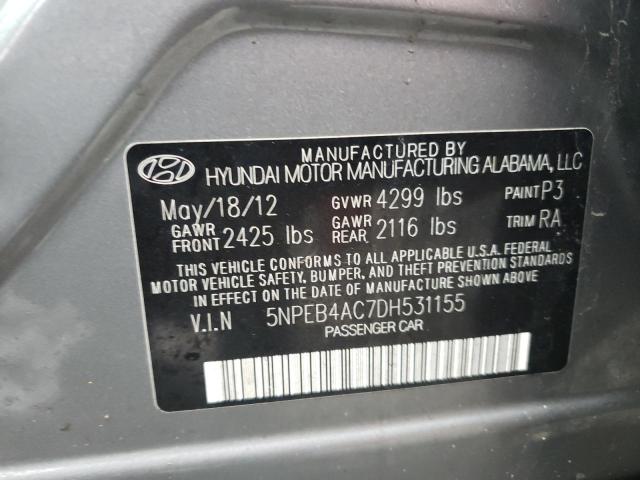 MANUFACTURED BY
HYUNDAI MOTOR MANUFACTURING ALABAMA, LLC
May/18/12 GVWR 4299 lbs PAINT P3
GAWR FRONT 2425 lbs GAWR REAR 2116 lbs TRIM RA
THIS VEHICLE CONFORMS TO ALL APPLICABLE U.S.A. FEDERAL
MOTOR VEHICLE SAFETY, BUMPER, AND THEFT PREVENTION
STANDARDS IN EFFECT ON THE DATE OF MANUFACTURE SHOWN ABOVE
V.I.N 5NPEB4AC7DH531155
PASSENGER CAR